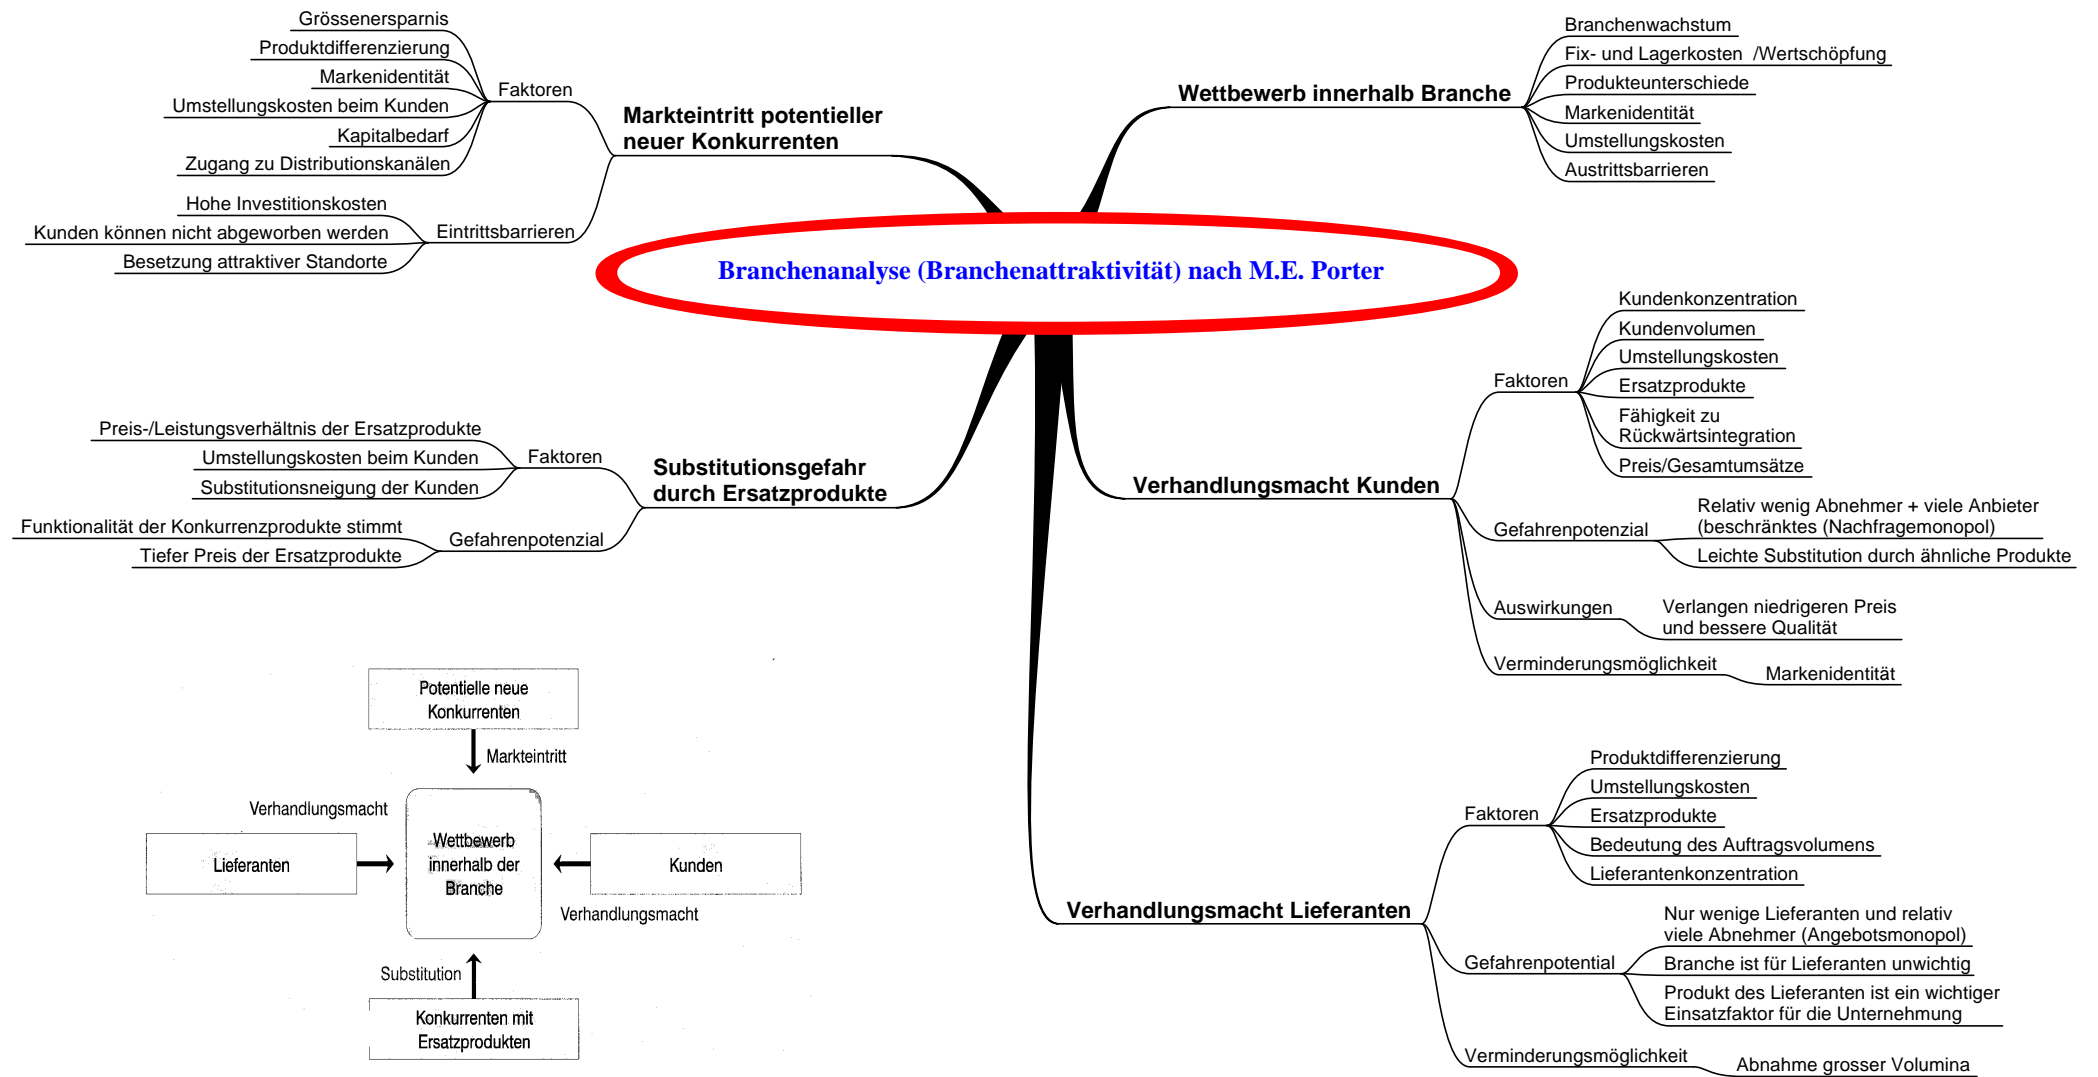 Branchenanalyse (Branchenattraktivität) nach M.E. Porter
Markteintritt potentieller
neuer Konkurrenten
Faktoren
Grössenersparnis
Produktdifferenzierung
Markenidentität
Umstellungskosten beim Kunden
Kapitalbedarf
Zugang zu Distributionskanälen
Eintrittsbarrieren
Hohe Investitionskosten
Kunden können nicht abgeworben werden
Besetzung attraktiver Standorte
Substitutionsgefahr
durch Ersatzprodukte
Faktoren
Preis-/Leistungsverhältnis der Ersatzprodukte
Umstellungskosten beim Kunden
Substitutionsneigung der Kunden
Gefahrenpotenzial
Funktionalität der Konkurrenzprodukte stimmt
Tiefer Preis der Ersatzprodukte
Wettbewerb innerhalb Branche
Branchenwachstum
Fix- und Lagerkosten  /Wertschöpfung
Produkteunterschiede
Markenidentität
Umstellungskosten
Austrittsbarrieren
Verhandlungsmacht Kunden
Faktoren
Kundenkonzentration
Kundenvolumen
Umstellungskosten
Ersatzprodukte
Fähigkeit zu
Rückwärtsintegration
Preis/Gesamtumsätze
Gefahrenpotenzial
Relativ wenig Abnehmer + viele Anbieter
(beschränktes (Nachfragemonopol)
Leichte Substitution durch ähnliche Produkte
Auswirkungen
Verlangen niedrigeren Preis
und bessere Qualität
Verminderungsmöglichkeit
Markenidentität
Verhandlungsmacht Lieferanten
Faktoren
Produktdifferenzierung
Umstellungskosten
Ersatzprodukte
Bedeutung des Auftragsvolumens
Lieferantenkonzentration
Gefahrenpotential
Nur wenige Lieferanten und relativ
viele Abnehmer (Angebotsmonopol)
Branche ist für Lieferanten unwichtig
Produkt des Lieferanten ist ein wichtiger
Einsatzfaktor für die Unternehmung
Verminderungsmöglichkeit
Abnahme grosser Volumina
Potentielle neue
Konkurrenten
Markteintritt
Verhandlungsmacht
Lieferanten
Wettbewerb
innerhalb der
Branche
Kunden
Verhandlungsmacht
Substitution
Konkurrenten mit
Ersatzprodukten